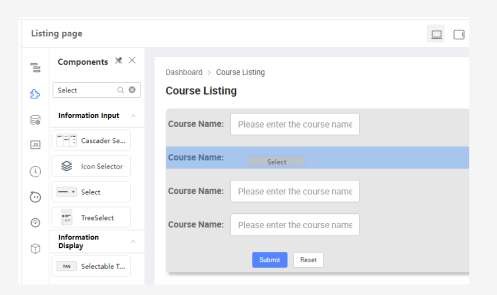 Listing page
Components
Select
Information Input
Cascader Se...
Icon Selector
Select
TreeSelect
Information
Display
Selectable T...
Dashboard > Course Listing
Course Listing
Course Name: Please enter the course name
Course Name: Select
Course Name: Please enter the course name
Course Name: Please enter the course name
Submit Reset